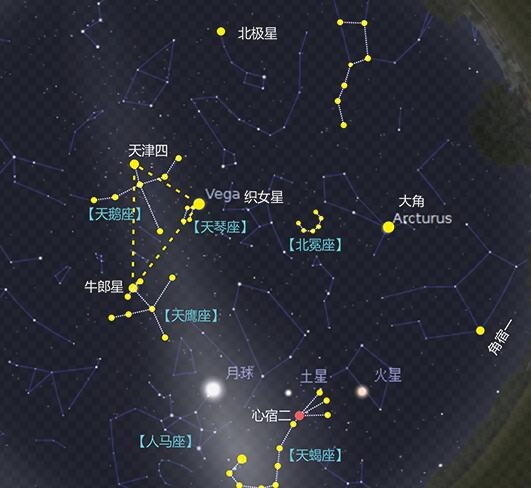 北极星
天津四
Vega 织女星
大角
Arcturus
【天鹅座】
【天琴座】
【北冕座】
牛郎星
【天鹰座】
角宿一
月球
土星
火星
心宿二
【人马座】
【天蝎座】